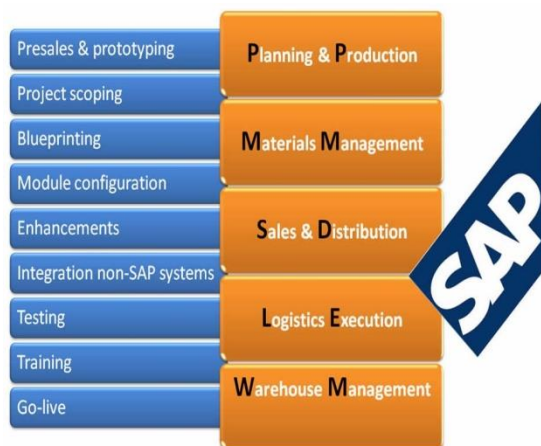 Presales & prototyping
Project scoping
Blueprinting
Module configuration
Enhancements
Integration non-SAP systems
Testing
Training
Go-live
Planning & Production
Materials Management
Sales & Distribution
Logistics Execution
Warehouse Management
SAP